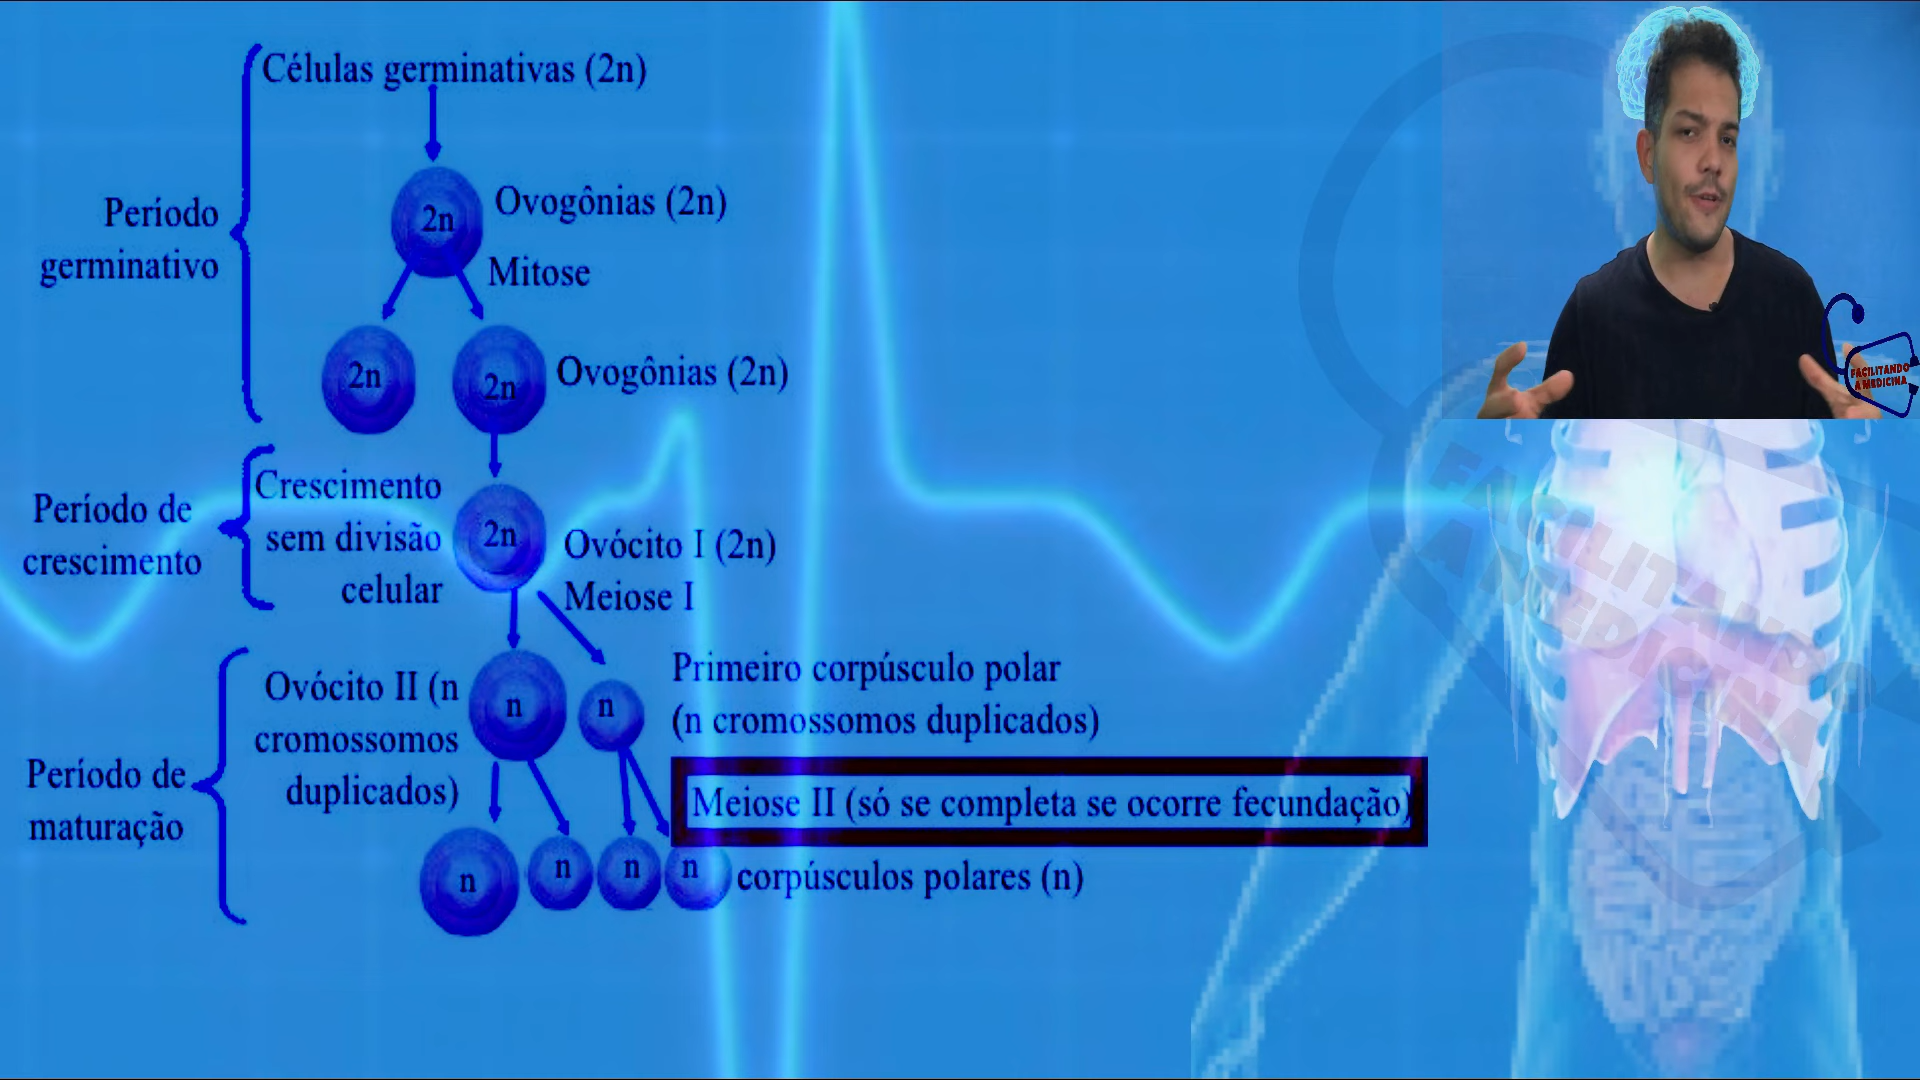 Células germinativas (2n)
Período
germinativo
2n
Ovogônias (2n)
Mitose
2n
2n
Ovogônias (2n)
Período de
crescimento
Crescimento
sem divisão
celular
2n
Ovócito I (2n)
Meiose I
Período de
maturação
Ovócito II (n
cromossomos
duplicados)
n
n
Primeiro corpúsculo polar
(n cromossomos duplicados)
Meiose II (só se completa se ocorre fecundação)
n
n
n
n
corpúsculos polares (n)
FACILITANDO
A MEDICINA
FACILITANDO
A MEDICINA